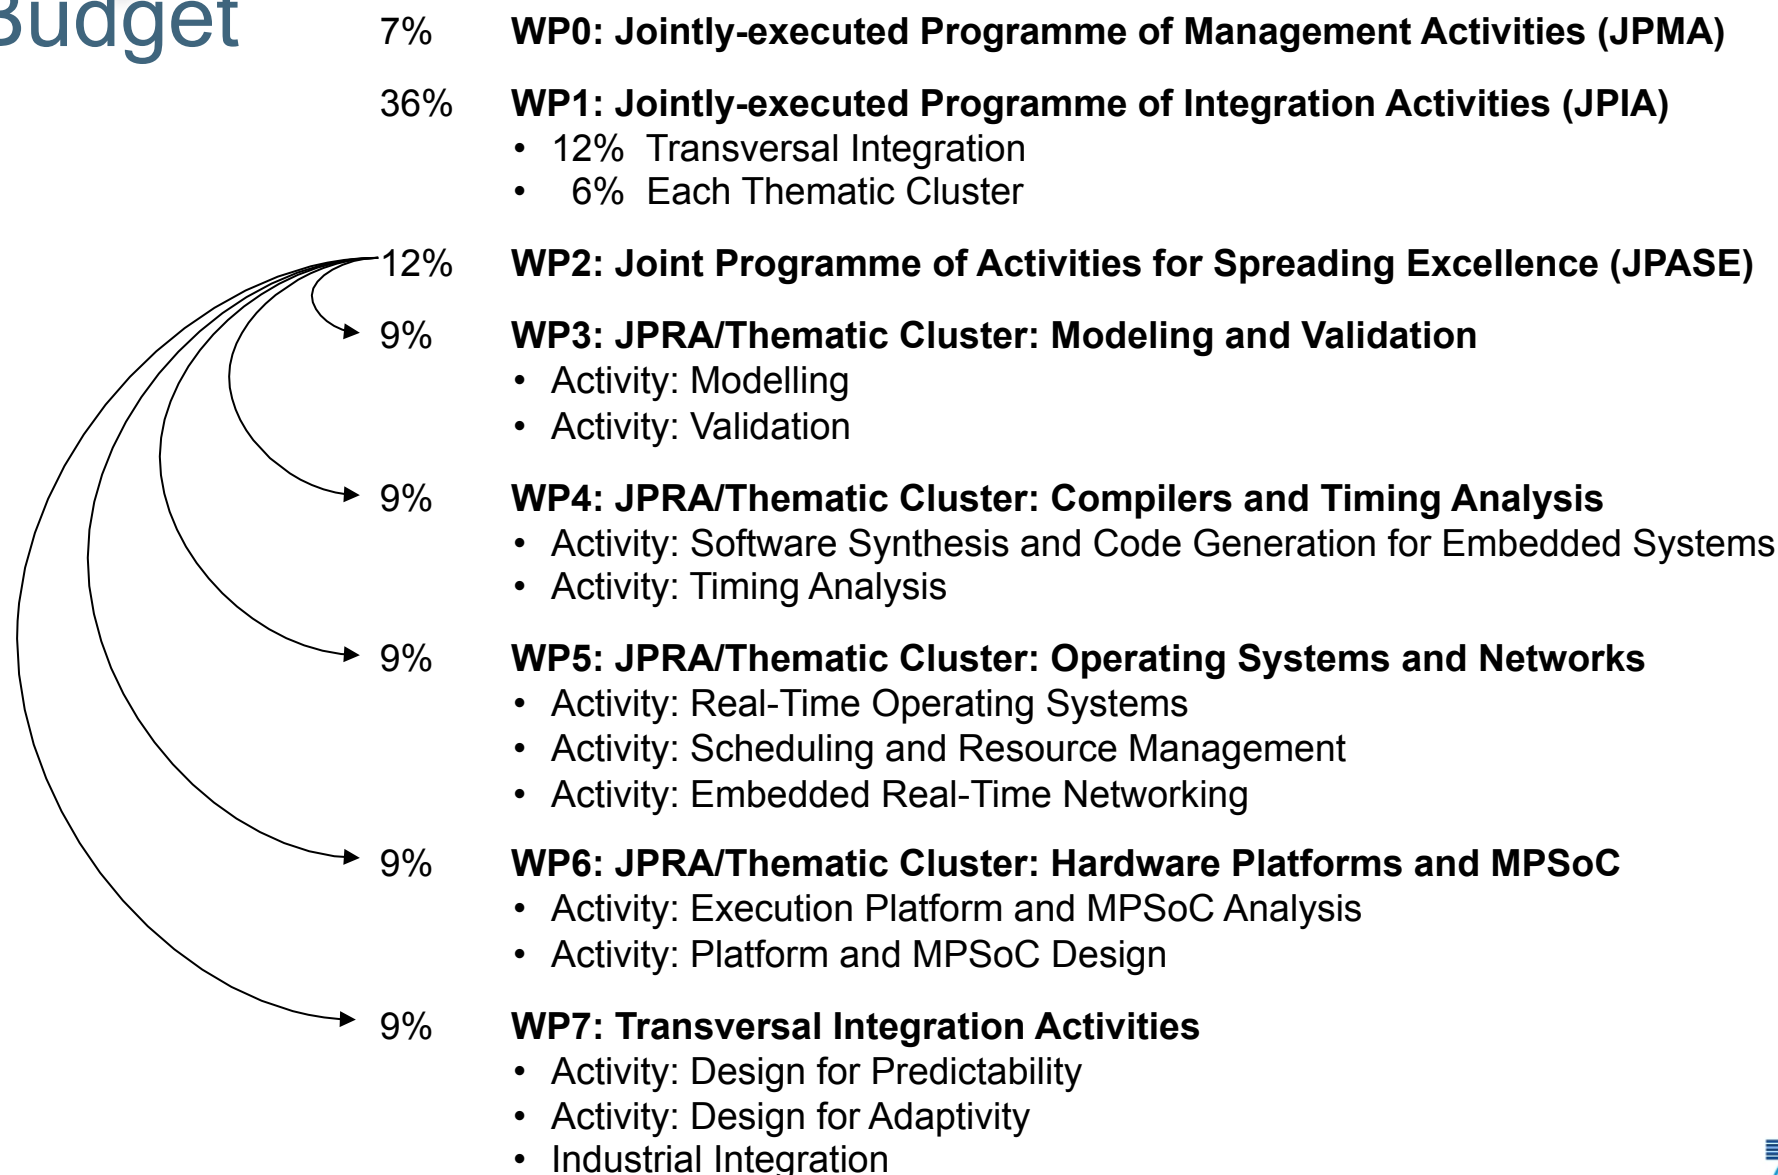 Budget
7% WP0: Jointly-executed Programme of Management Activities (JPMA)
36% WP1: Jointly-executed Programme of Integration Activities (JPIA)
• 12% Transversal Integration
• 6% Each Thematic Cluster
12% WP2: Joint Programme of Activities for Spreading Excellence (JPASE)
9% WP3: JPRA/Thematic Cluster: Modeling and Validation
• Activity: Modelling
• Activity: Validation
9% WP4: JPRA/Thematic Cluster: Compilers and Timing Analysis
• Activity: Software Synthesis and Code Generation for Embedded Systems
• Activity: Timing Analysis
9% WP5: JPRA/Thematic Cluster: Operating Systems and Networks
• Activity: Real-Time Operating Systems
• Activity: Scheduling and Resource Management
• Activity: Embedded Real-Time Networking
9% WP6: JPRA/Thematic Cluster: Hardware Platforms and MPSoC
• Activity: Execution Platform and MPSoC Analysis
• Activity: Platform and MPSoC Design
9% WP7: Transversal Integration Activities
• Activity: Design for Predictability
• Activity: Design for Adaptivity
• Industrial Integration